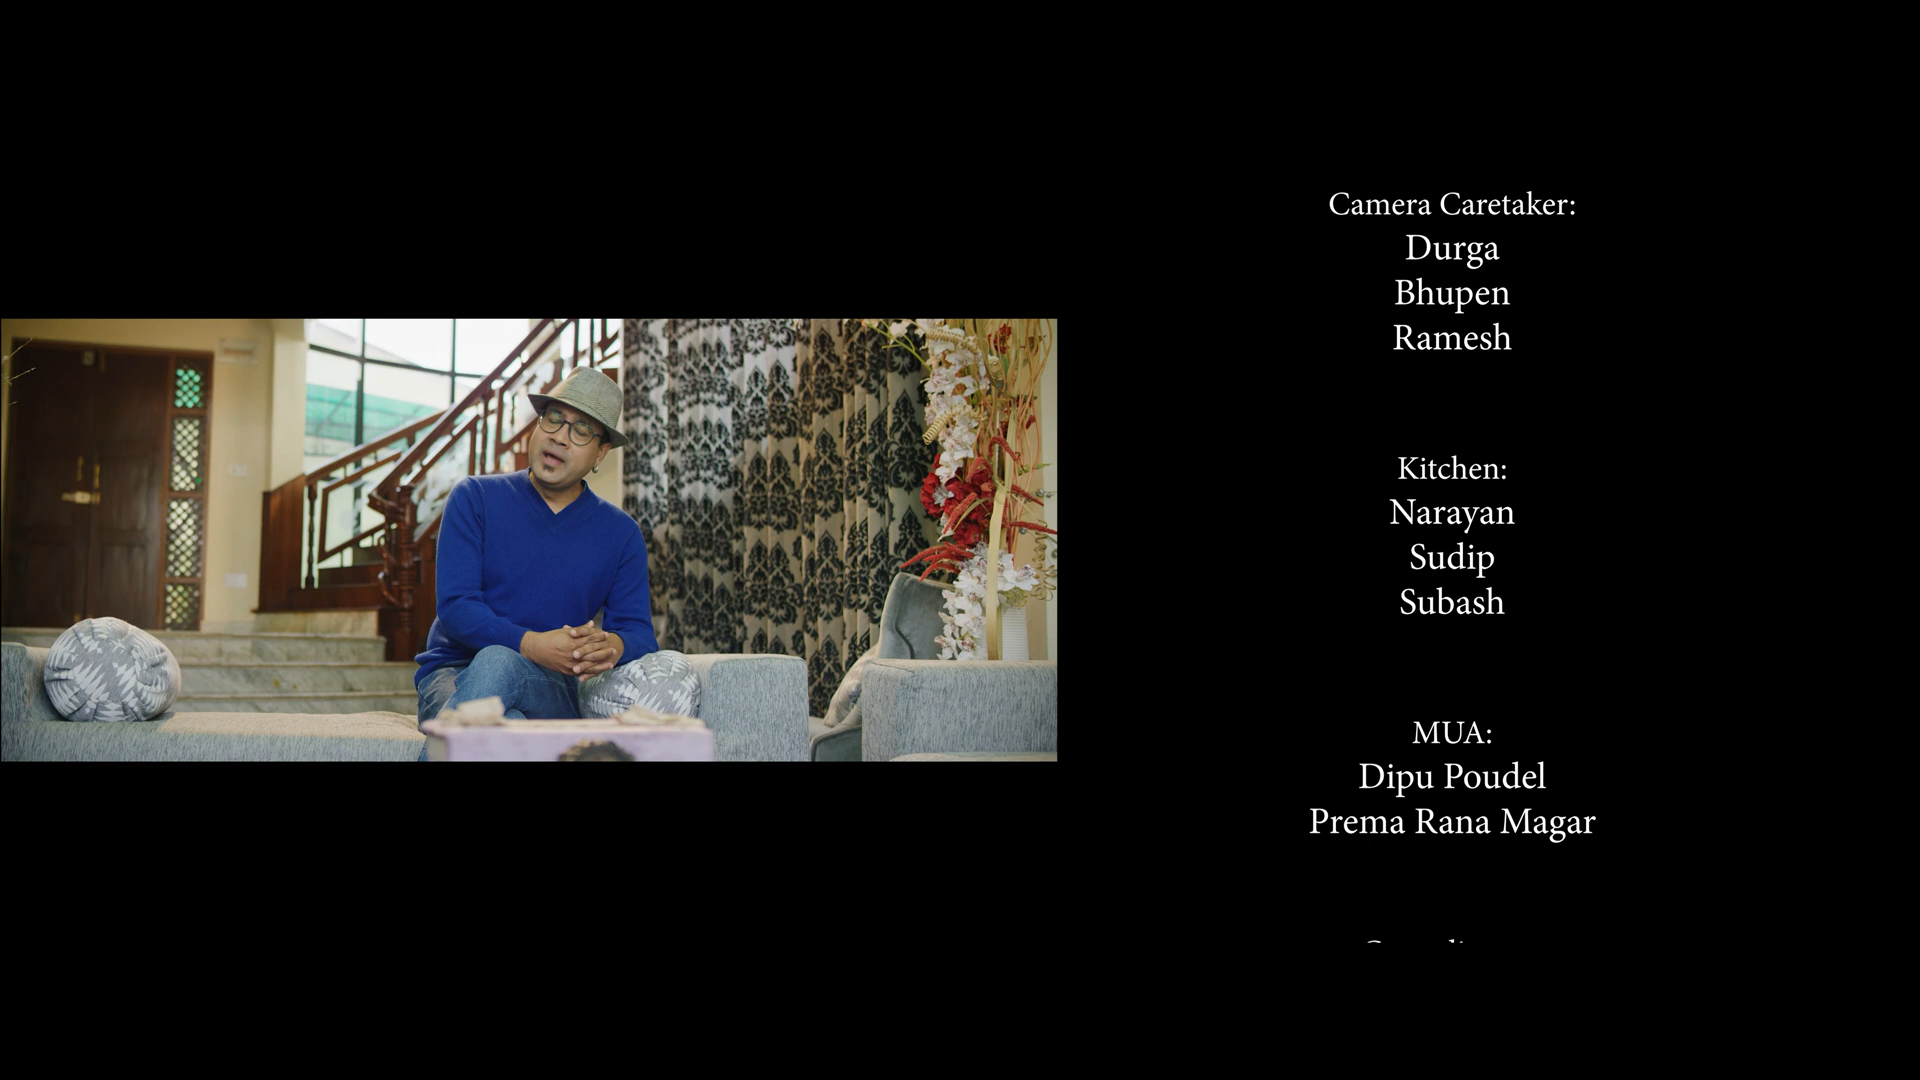 Camera Caretaker:
Durga
Bhupen
Ramesh
Kitchen:
Narayan
Sudip
Subash
MUA:
Dipu Poudel
Prema Rana Magar